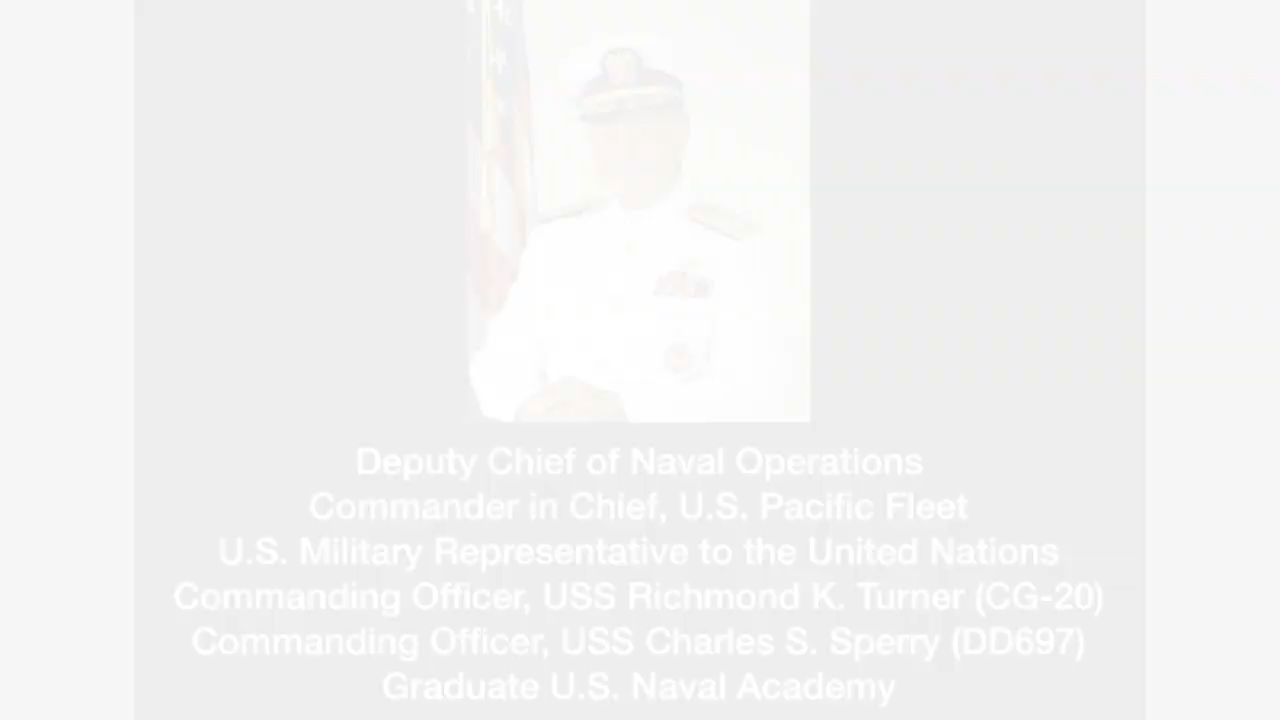 Deputy Chief of Naval Operations
Commander in Chief, U.S. Pacific Fleet
U.S. Military Representative to the United Nations
Commanding Officer, USS Richmond K. Turner (CG-20)
Commanding Officer, USS Charles S. Sperry (DD697)
Graduate U.S. Naval Academy